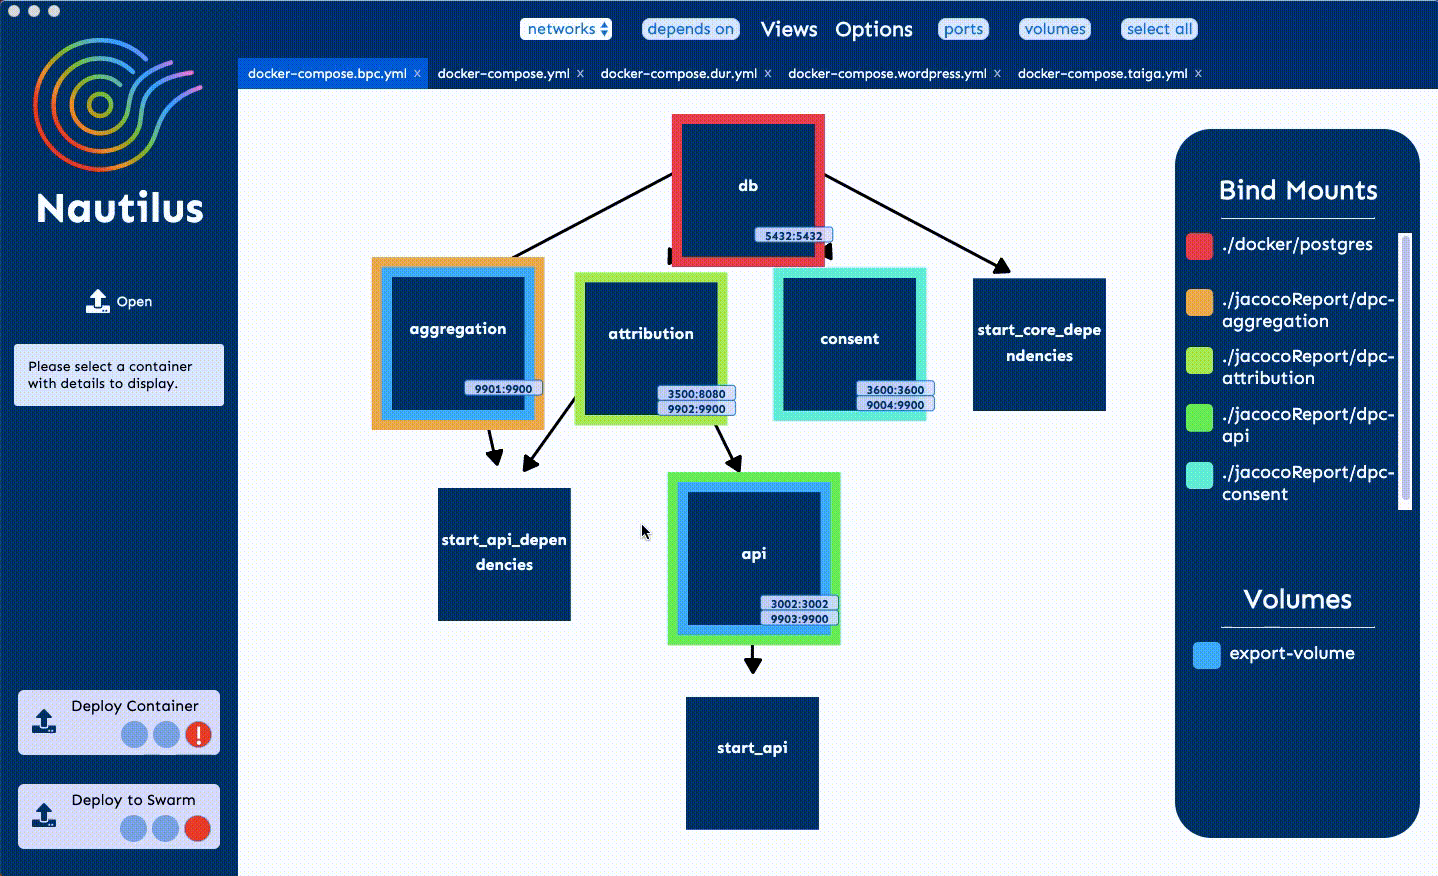 networks
depends on
Views
Options
ports
volumes
select all
docker-compose.bpc.yml x
docker-compose.yml x
docker-compose.dur.yml x
docker-compose.wordpress.yml x
docker-compose.taiga.yml x
Nautilus
Open
Please select a container
with details to display.
Deploy Container
!
Deploy to Swarm
db
5432:5432
aggregation
9901:9900
attribution
3500:8080
9902:9900
consent
3600:3600
9004:9900
start_core_depe
ndencies
start_api_depen
dencies
api
3002:3002
9903:9900
start_api
Bind Mounts
./docker/postgres
./jacocoReport/dpc-
aggregation
./jacocoReport/dpc-
attribution
./jacocoReport/dpc-
api
./jacocoReport/dpc-
consent
Volumes
export-volume